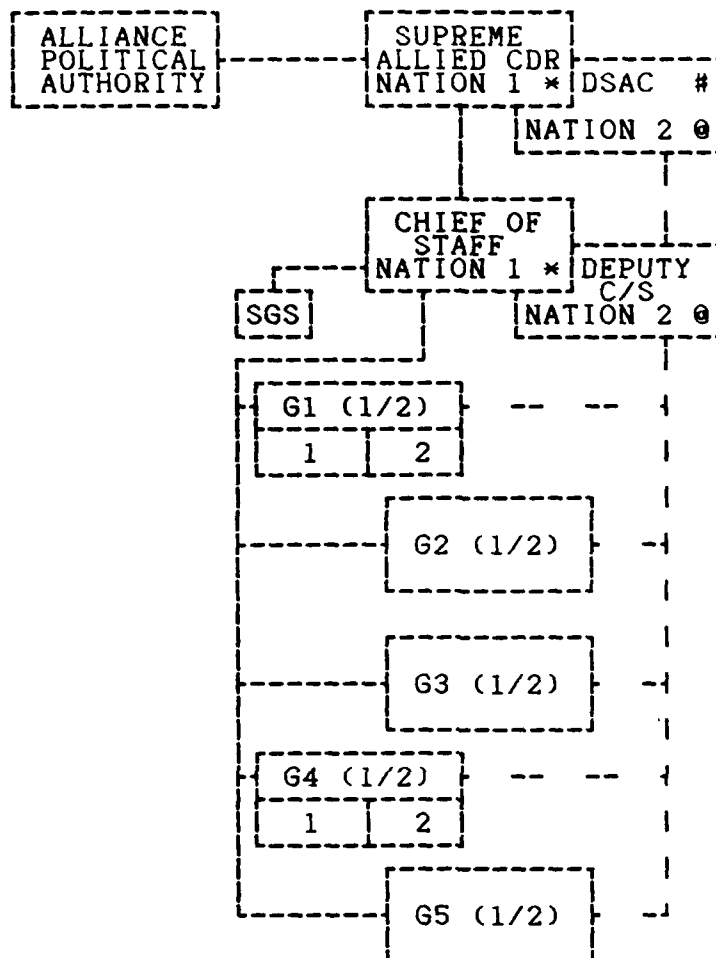 ALLIANCE
POLITICAL
AUTHORITY
SUPREME
ALLIED CDR
NATION 1 *
DSAC #
NATION 2 @
CHIEF OF
STAFF
NATION 1 *
DEPUTY
C/S
NATION 2 @
SGS
G1 (1/2)
1 2
G2 (1/2)
G3 (1/2)
G4 (1/2)
1 2
G5 (1/2)